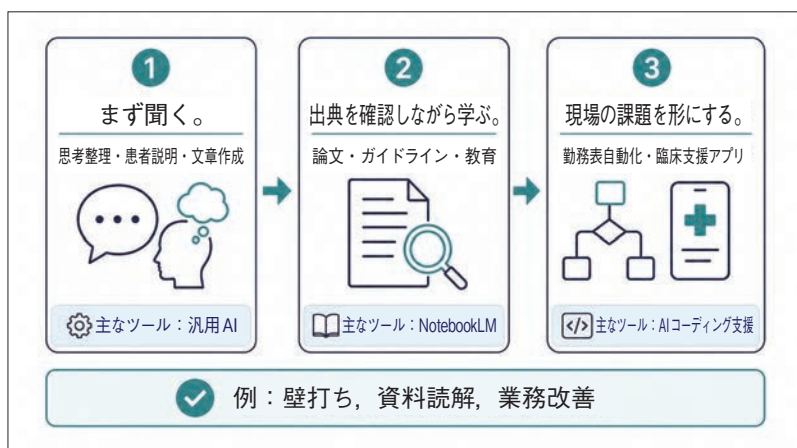 1
まず聞く。
思考整理・患者説明・文章作成
主なツール：汎用AI
2
出典を確認しながら学ぶ。
論文・ガイドライン・教育
主なツール：NotebookLM
3
現場の課題を形にする。
勤務表自動化・臨床支援アプリ
</>主なツール：AIコーディング支援
例：壁打ち，資料読解，業務改善